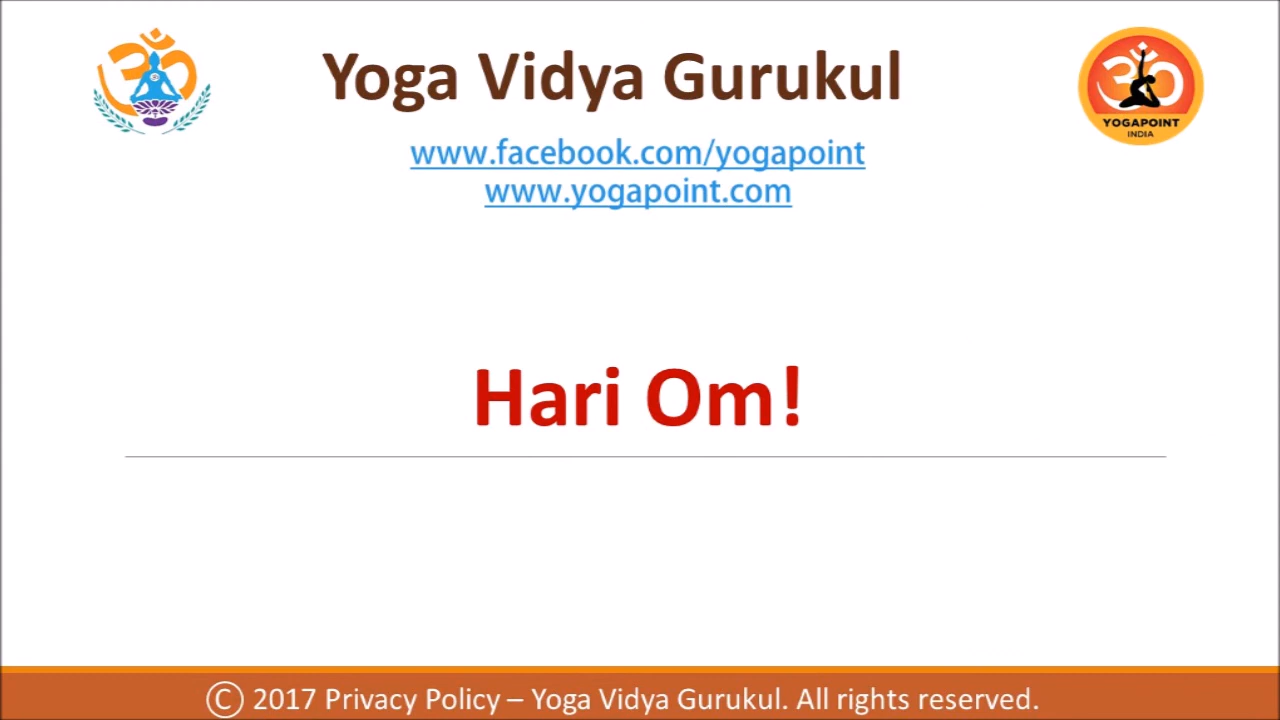 Yoga Vidya Gurukul
www.facebook.com/yogapoint
www.yogapoint.com
YOGAPOINT
INDIA
Hari Om!
© 2017 Privacy Policy – Yoga Vidya Gurukul. All rights reserved.